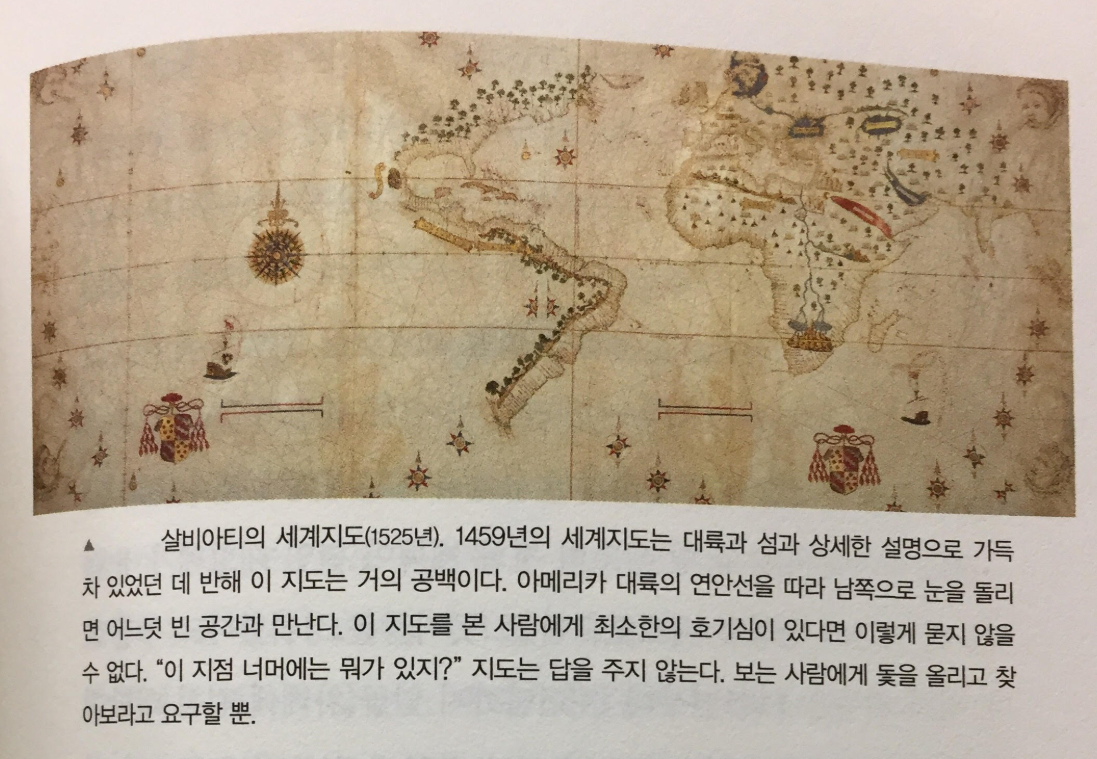 ▲ 살비아티의 세계지도(1525년). 1459년의 세계지도는 대륙과 섬과 상세한 설명으로 가득
차 있었던 데 반해 이 지도는 거의 공백이다. 아메리카 대륙의 연안선을 따라 남쪽으로 눈을 돌리
면 어느덧 빈 공간과 만난다. 이 지도를 본 사람에게 최소한의 호기심이 있다면 이렇게 묻지 않을
수 없다. “이 지점 너머에는 뭐가 있지?” 지도는 답을 주지 않는다. 보는 사람에게 돛을 올리고 찾
아보라고 요구할 뿐.